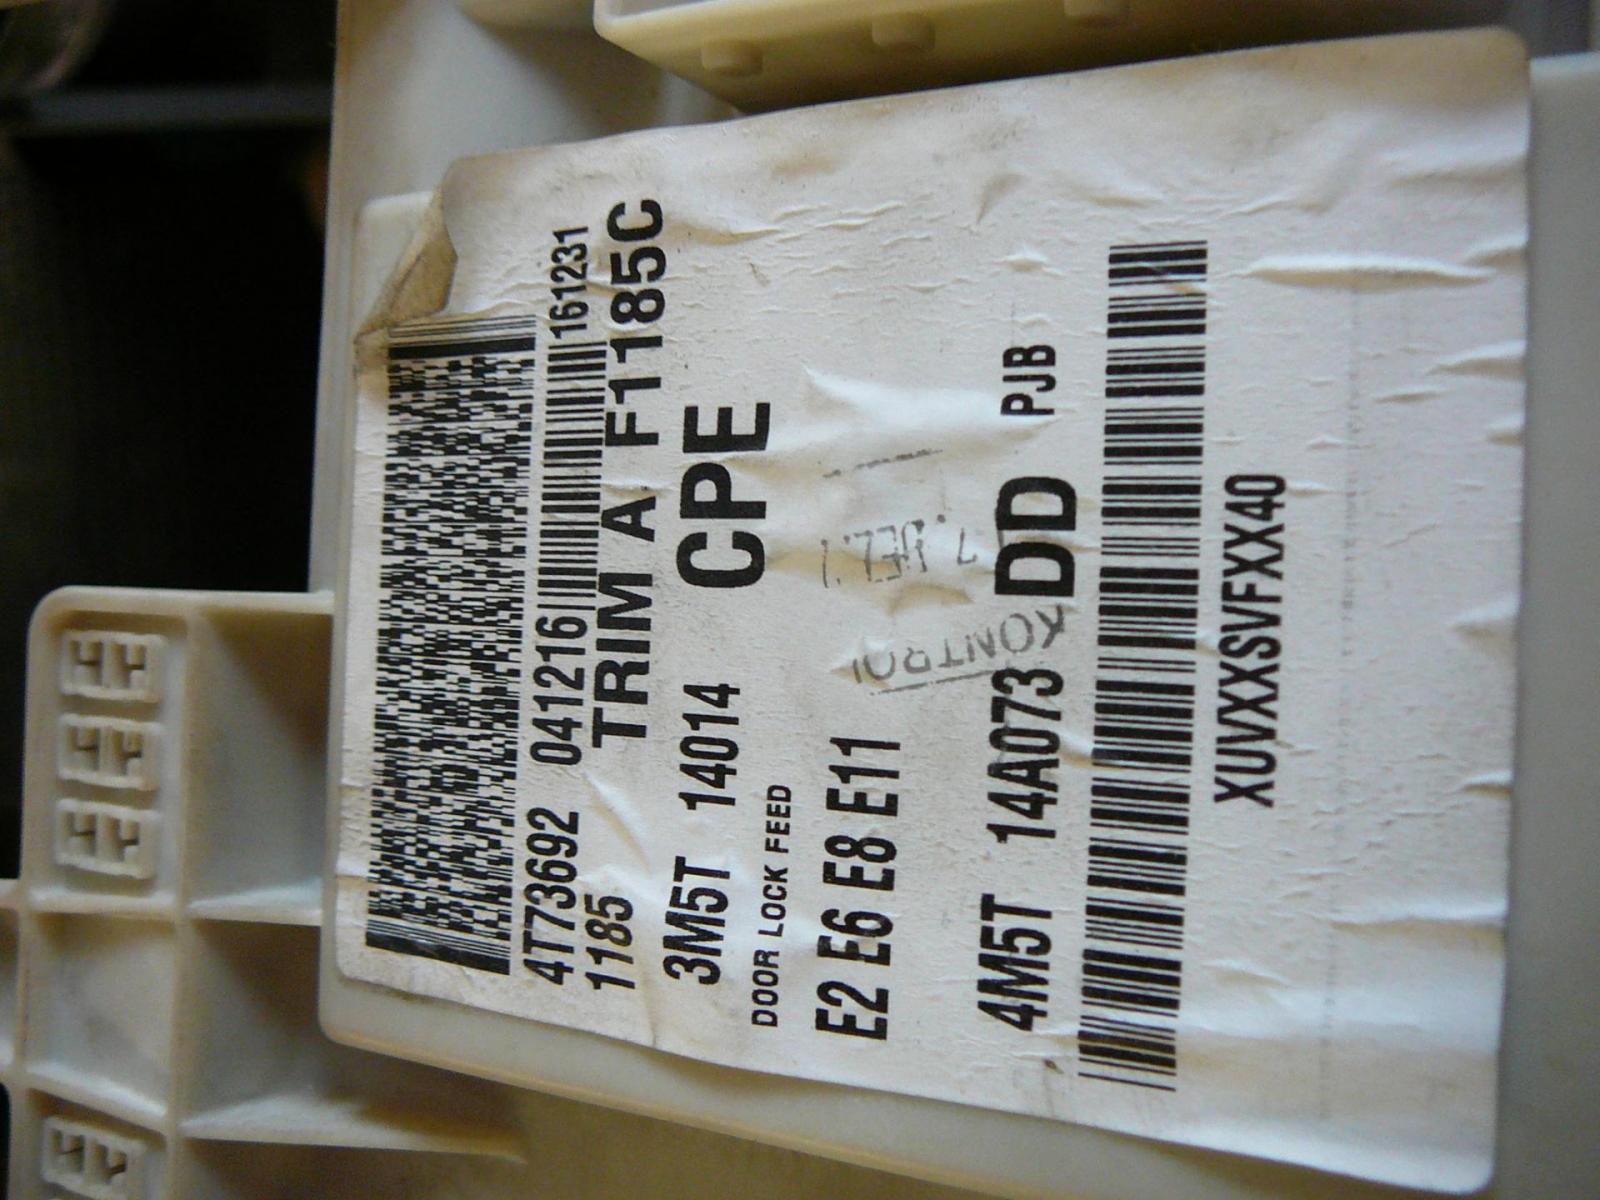 4T73692 041216 161231
1185 TRIM A F1185C
3M5T 14014 CPE
DOOR LOCK FEED
E2 E6 E8 E11
KONTROL
4M5T 14A073 DD PJB
XUVXXSVFXX40